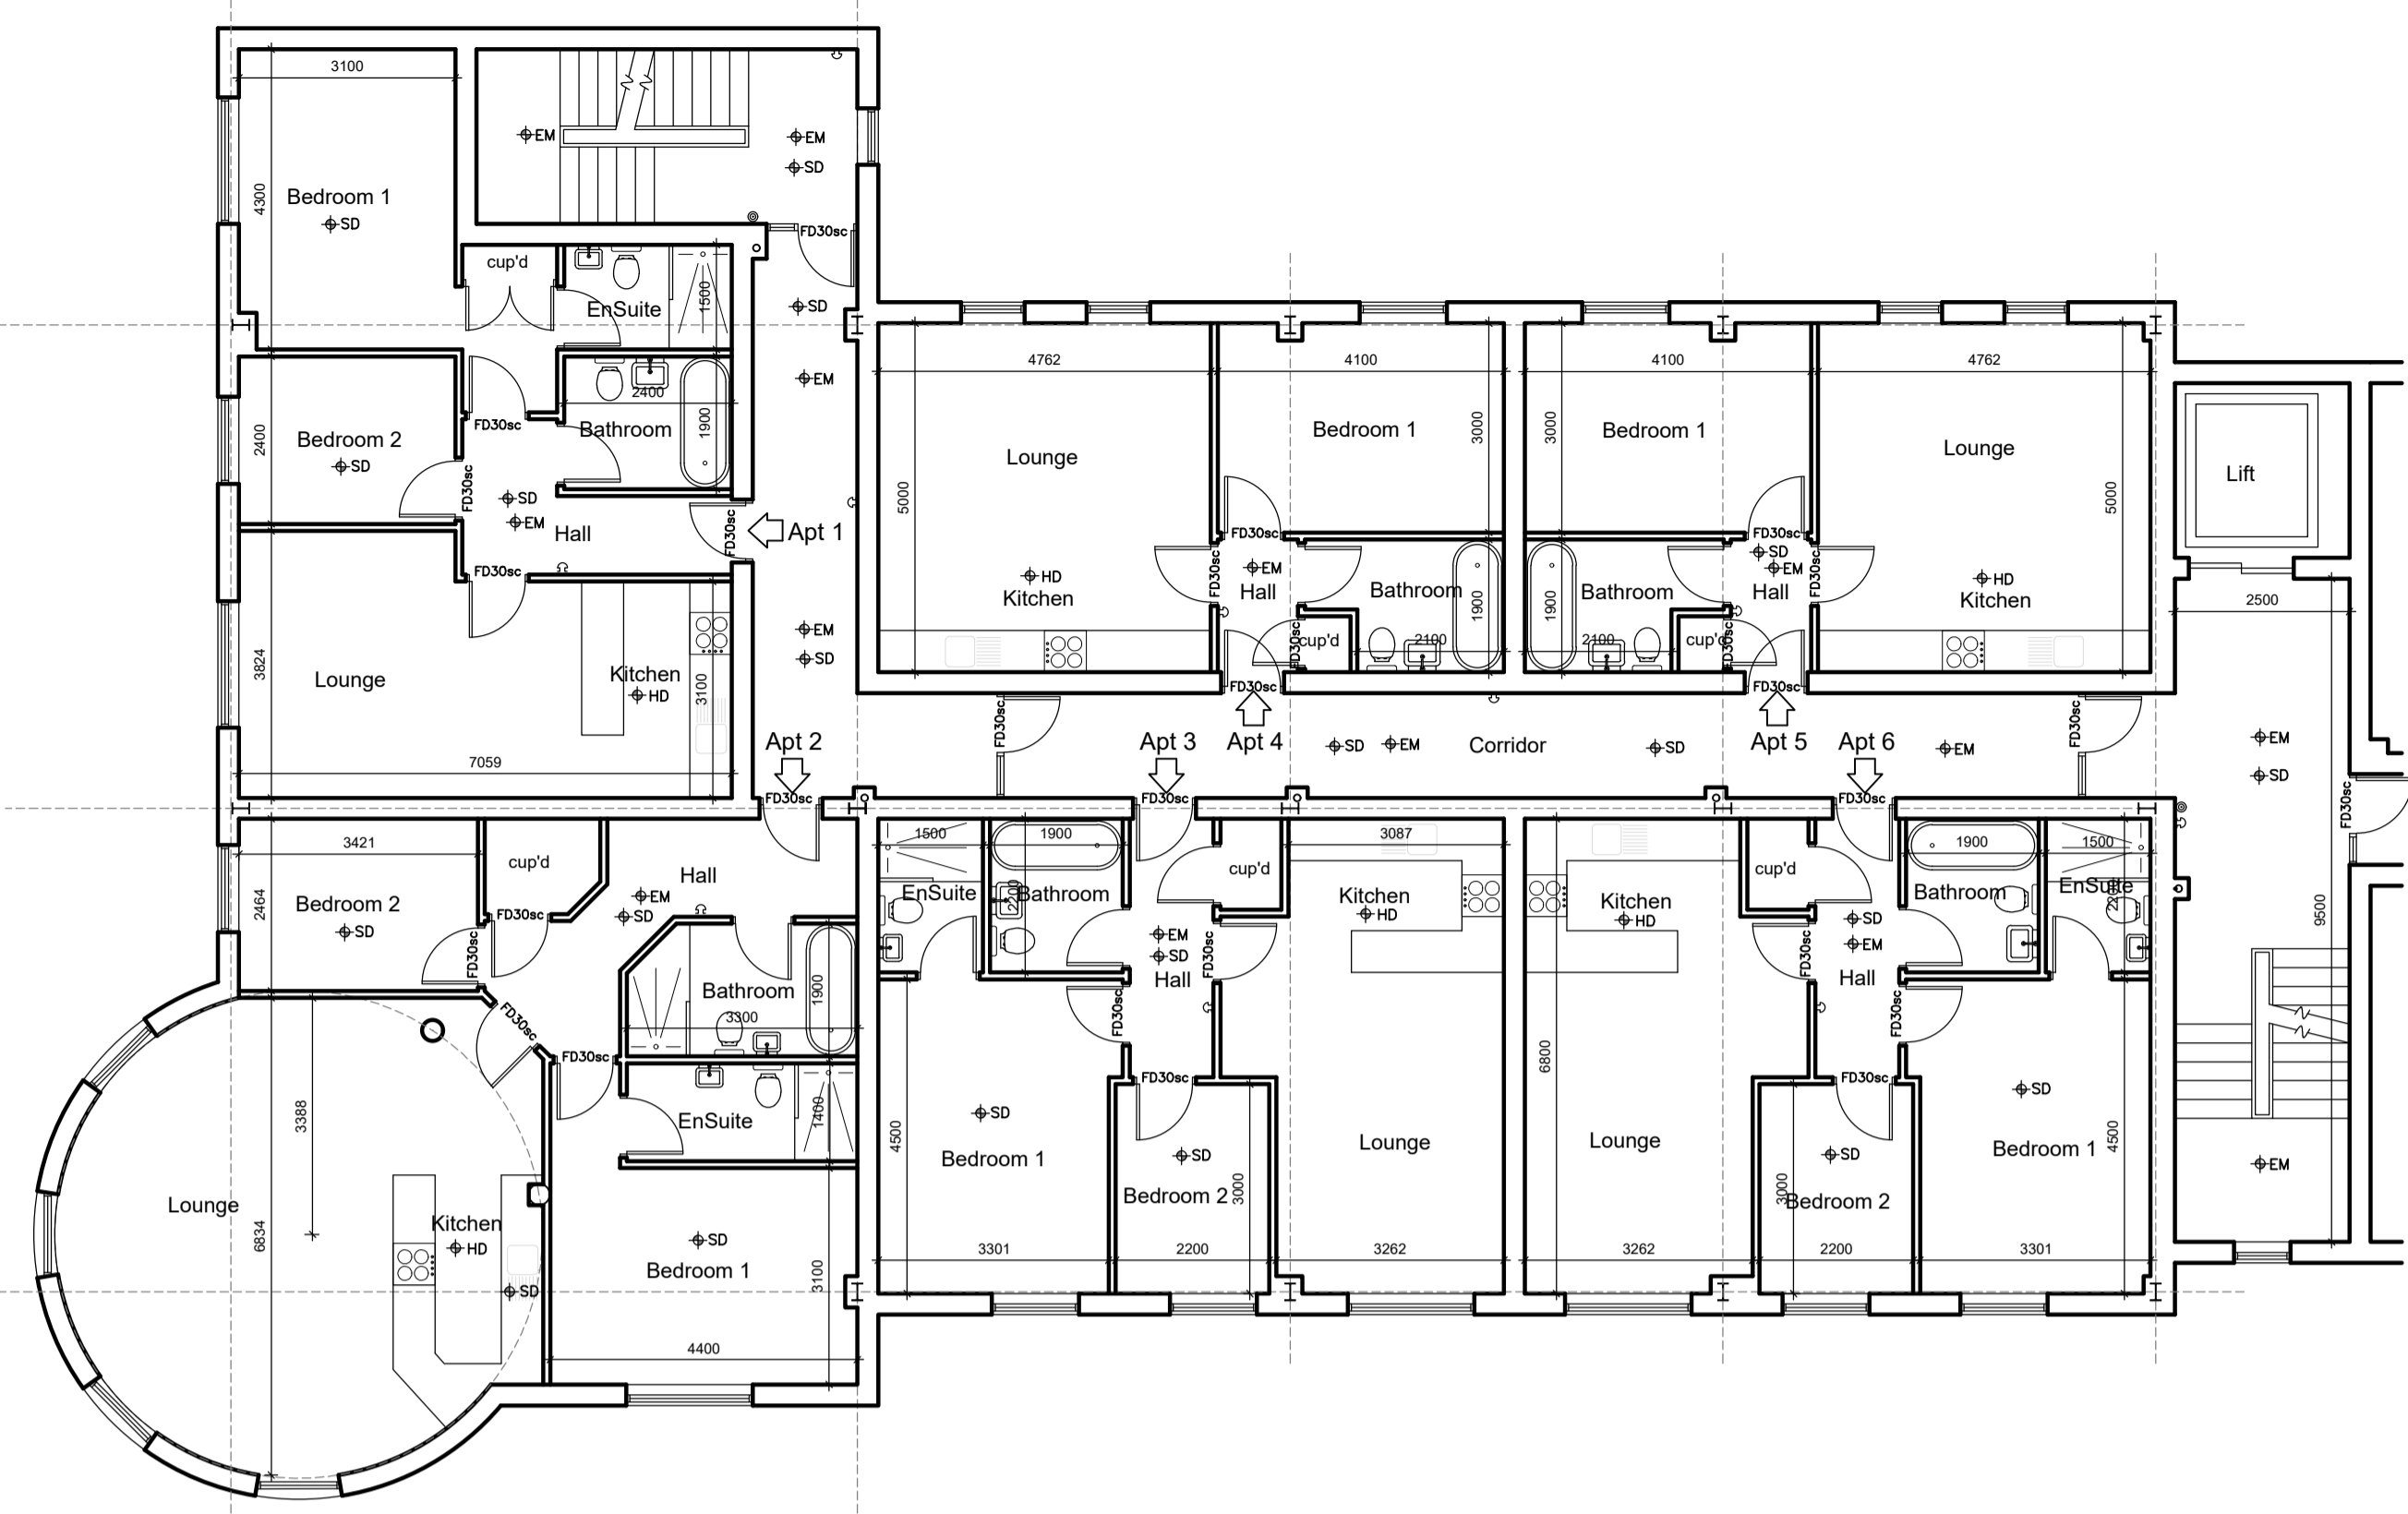 3100
4300
Bedroom 1
SD
EM
EM
SD
FD30sc
cup'd
EnSuite
1500
SD
EM
2400
Bedroom 2
SD
FD30sc
FD30sc
2400
Bathroom
1900
SD
EM
Hall
FD30sc
Apt 1
FD30sc
3824
Lounge
Kitchen
HD
3100
7059
EM
SD
Apt 2
FD30sc
4762
5000
Lounge
HD
Kitchen
4100
3000
Bedroom 1
FD30sc
FD30sc
EM
Hall
Bathroom
1900
FD30sc
cup'd
2100
FD30sc
4100
3000
Bedroom 1
FD30sc
SD
EM
Hall
FD30sc
Bathroom
1900
2100
cup'd
FD30sc
FD30sc
4762
Lounge
5000
HD
Kitchen
Lift
2500
FD30sc
Apt 3
Apt 4
SD
EM
Corridor
SD
Apt 5
Apt 6
EM
FD30sc
EM
SD
FD30sc
9500
EM
FD30sc
FD30sc
3421
2464
Bedroom 2
SD
cup'd
FD30sc
FD30sc
Hall
EM
SD
FD30sc
FD30sc
Bathroom
3300
1900
EnSuite
1400
3388
6834
Lounge
Kitchen
HD
SD
SD
Bedroom 1
3100
4400
1500
EnSuite
1900
2200
Bathroom
cup'd
EM
SD
Hall
FD30sc
FD30sc
FD30sc
3087
Kitchen
HD
4500
SD
Bedroom 1
3301
SD
Bedroom 2
3000
2200
Lounge
3262
Kitchen
HD
6800
Lounge
3262
cup'd
FD30sc
SD
EM
Hall
FD30sc
FD30sc
1900
Bathroom
1500
EnSuite
2200
SD
3000
Bedroom 2
2200
SD
Bedroom 1
4500
3301